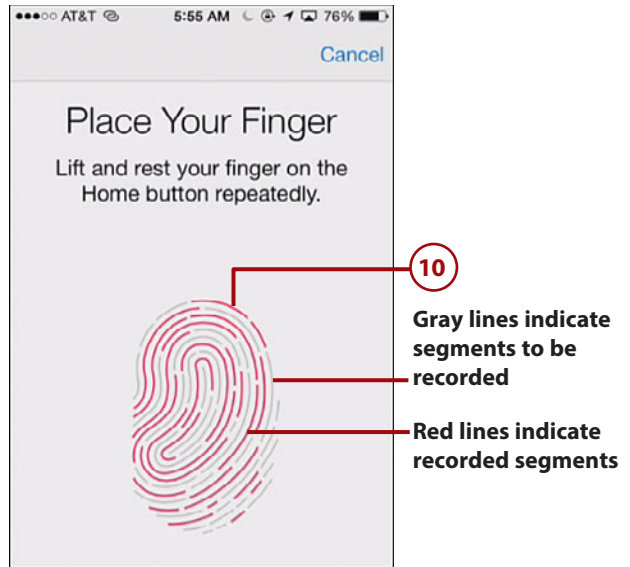 AT&T 5:55 AM 76%
Cancel
Place Your Finger
Lift and rest your finger on the
Home button repeatedly.
10
Gray lines indicate
segments to be
recorded
Red lines indicate
recorded segments